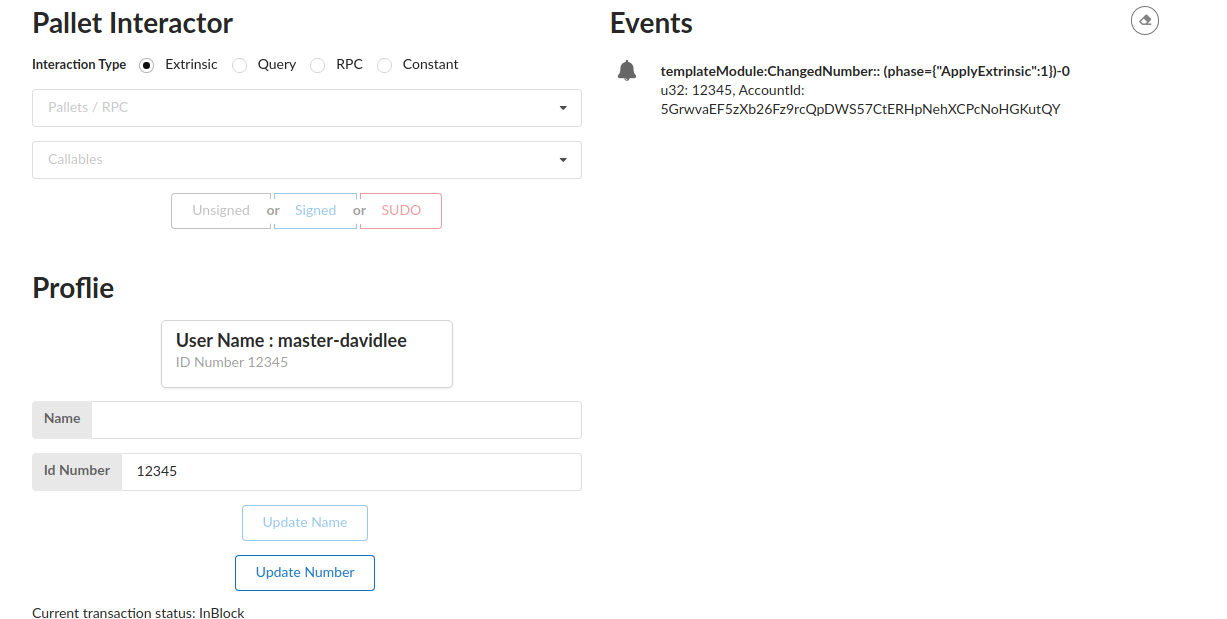 Pallet Interactor
Interaction Type Extrinsic Query RPC Constant
Pallets / RPC
Callables
Unsigned or Signed or SUDO
Proflie
User Name : master-davidlee
ID Number 12345
Name
Id Number 12345
Update Name
Update Number
Current transaction status: InBlock
Events
templateModule:ChangedNumber:: (phase={"ApplyExtrinsic":1})-0
u32: 12345, AccountId:
5GrwvaEF5zXb26Fz9rcQpDWS57CtERHpNehXCPcNoHGKutQY